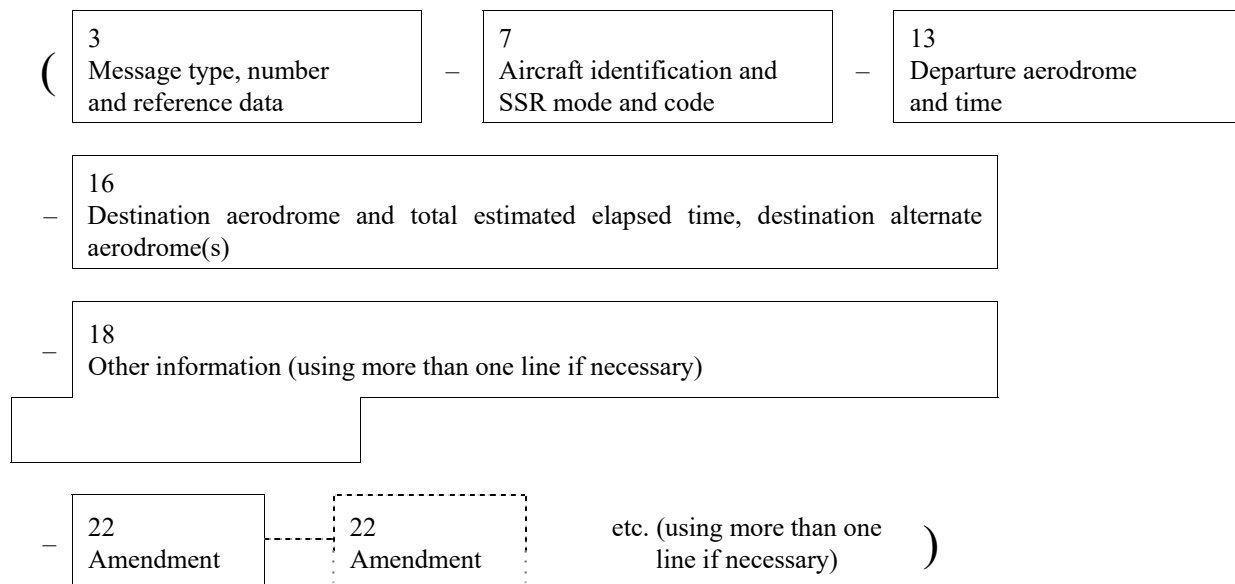 ( 3
Message type, number
and reference data
– 7
Aircraft identification and
SSR mode and code
– 13
Departure aerodrome
and time
– 16
Destination aerodrome and total estimated elapsed time, destination alternate
aerodrome(s)
– 18
Other information (using more than one line if necessary)
– 22
Amendment
22
Amendment
etc. (using more than one
line if necessary) )